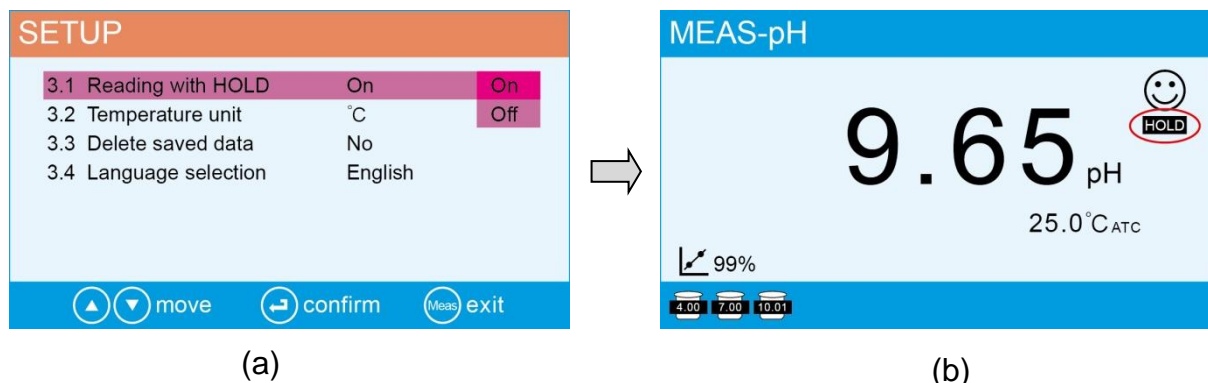 SETUP
3.1 Reading with HOLD On On
3.2 Temperature unit °C Off
3.3 Delete saved data No
3.4 Language selection English
move confirm Meas exit
(a)
MEAS-pH
HOLD
9.65 pH
25.0°C ATC
99%
4.00 7.00 10.01
(b)